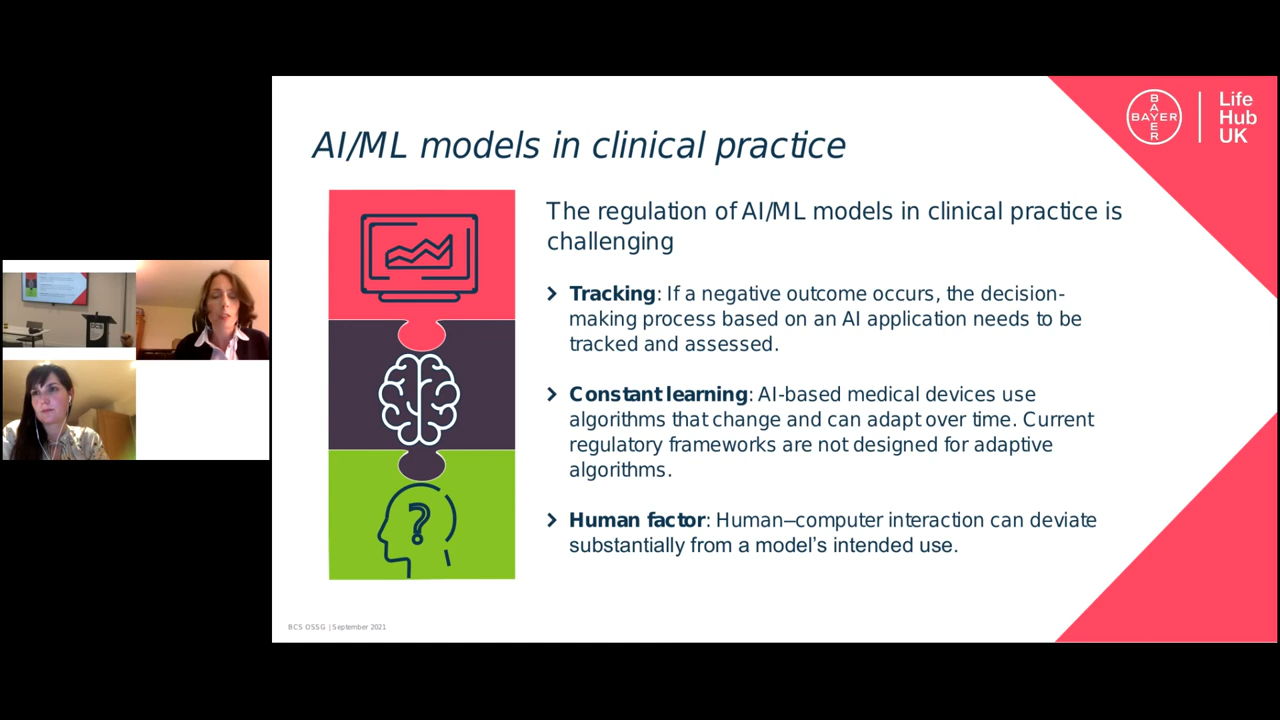 AI/ML models in clinical practice
BAYER
BAYER
Life
Hub
UK
The regulation of AI/ML models in clinical practice is
challenging
Tracking: If a negative outcome occurs, the decision-
making process based on an AI application needs to be
tracked and assessed.
Constant learning: AI-based medical devices use
algorithms that change and can adapt over time. Current
regulatory frameworks are not designed for adaptive
algorithms.
Human factor: Human–computer interaction can deviate
substantially from a model’s intended use.
?
BCS OSSG | September 2021
BCS